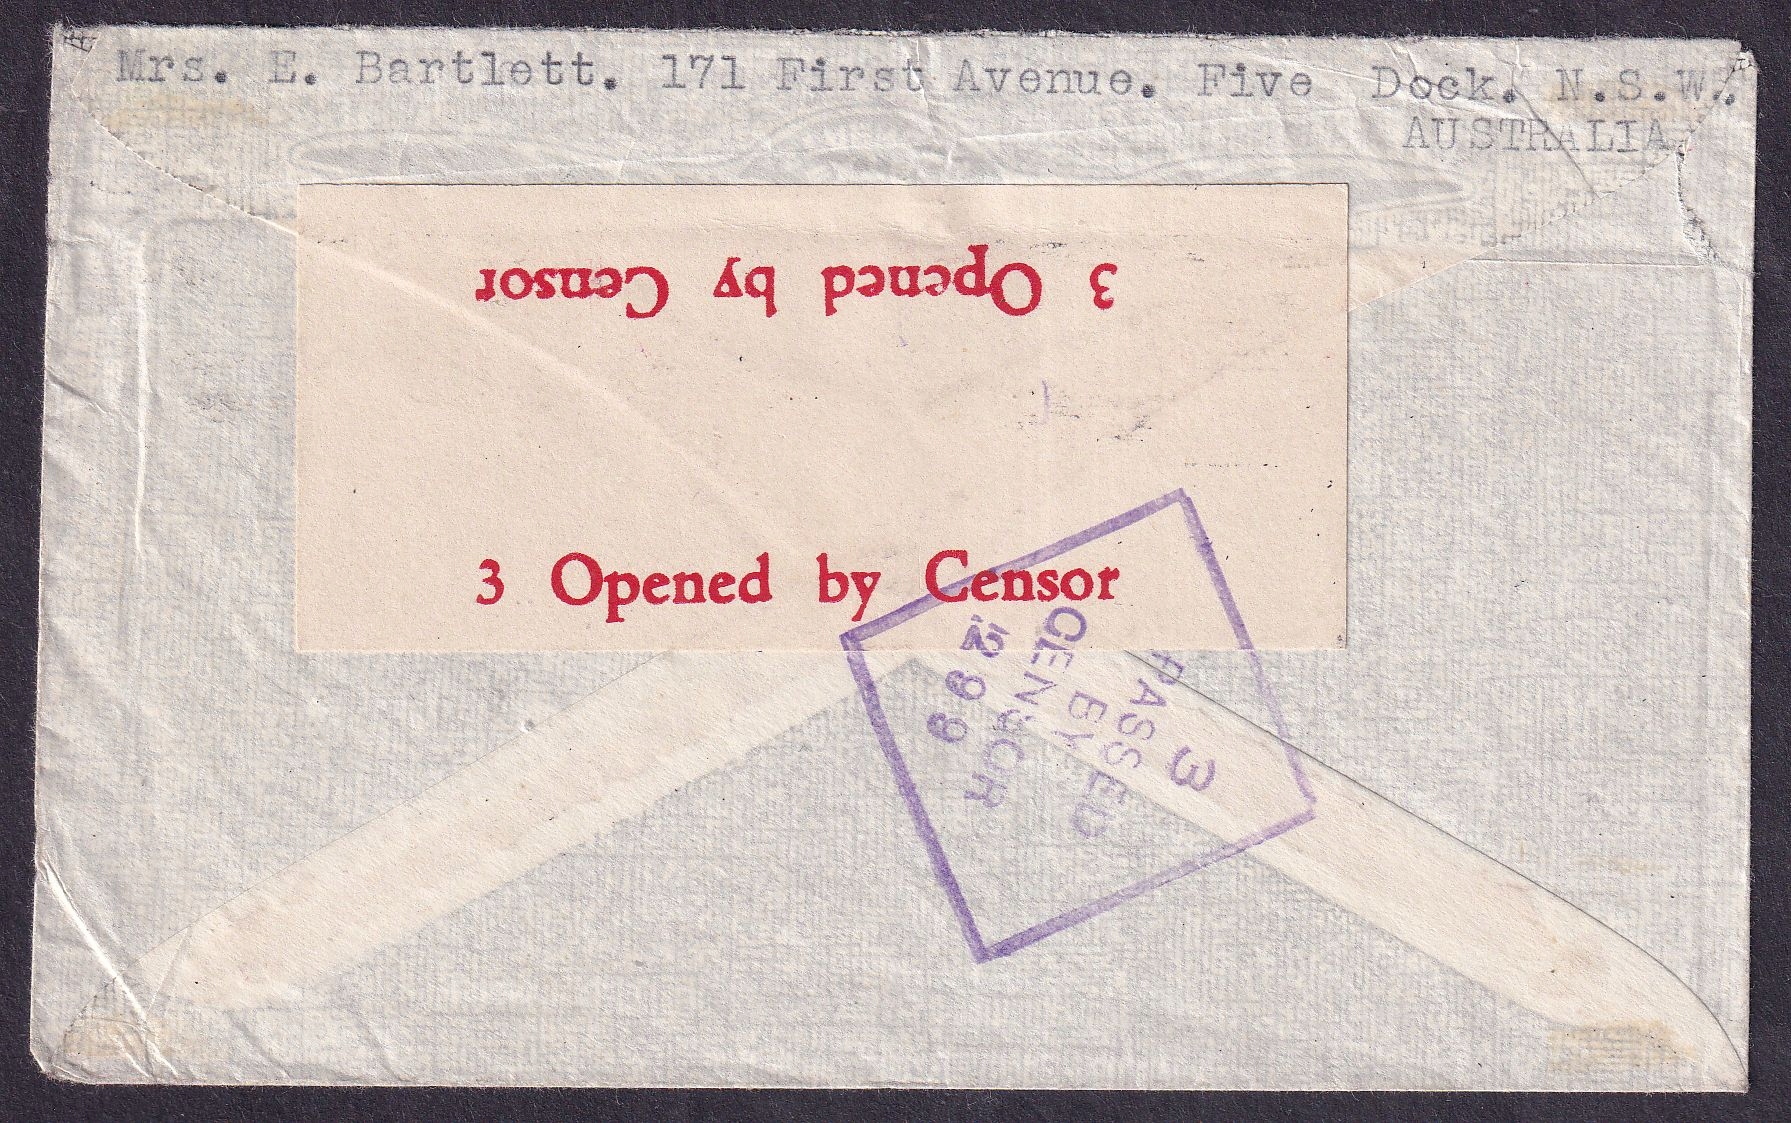 Mrs. E. Bartlett. 171 First Avenue. Five Dock. N.S.W.
AUSTRALIA.
3 Opened by Censor
3 Opened by Censor
3
PASSED
BY
CENSOR